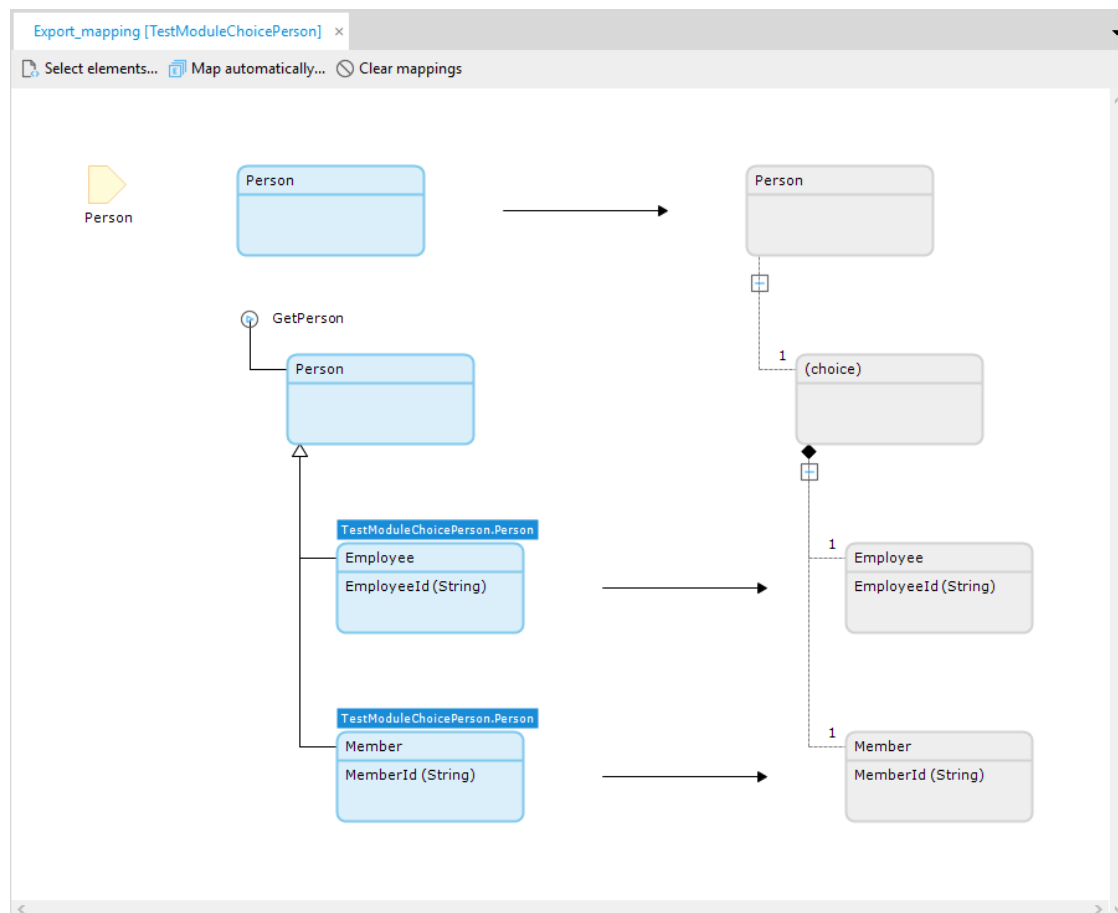 Export_mapping [TestModuleChoicePerson] ×
Select elements... Map automatically... Clear mappings
Person
Person
Person
GetPerson
Person
1
(choice)
TestModuleChoicePerson.Person
Employee
EmployeeId (String)
1
Employee
EmployeeId (String)
TestModuleChoicePerson.Person
Member
MemberId (String)
1
Member
MemberId (String)